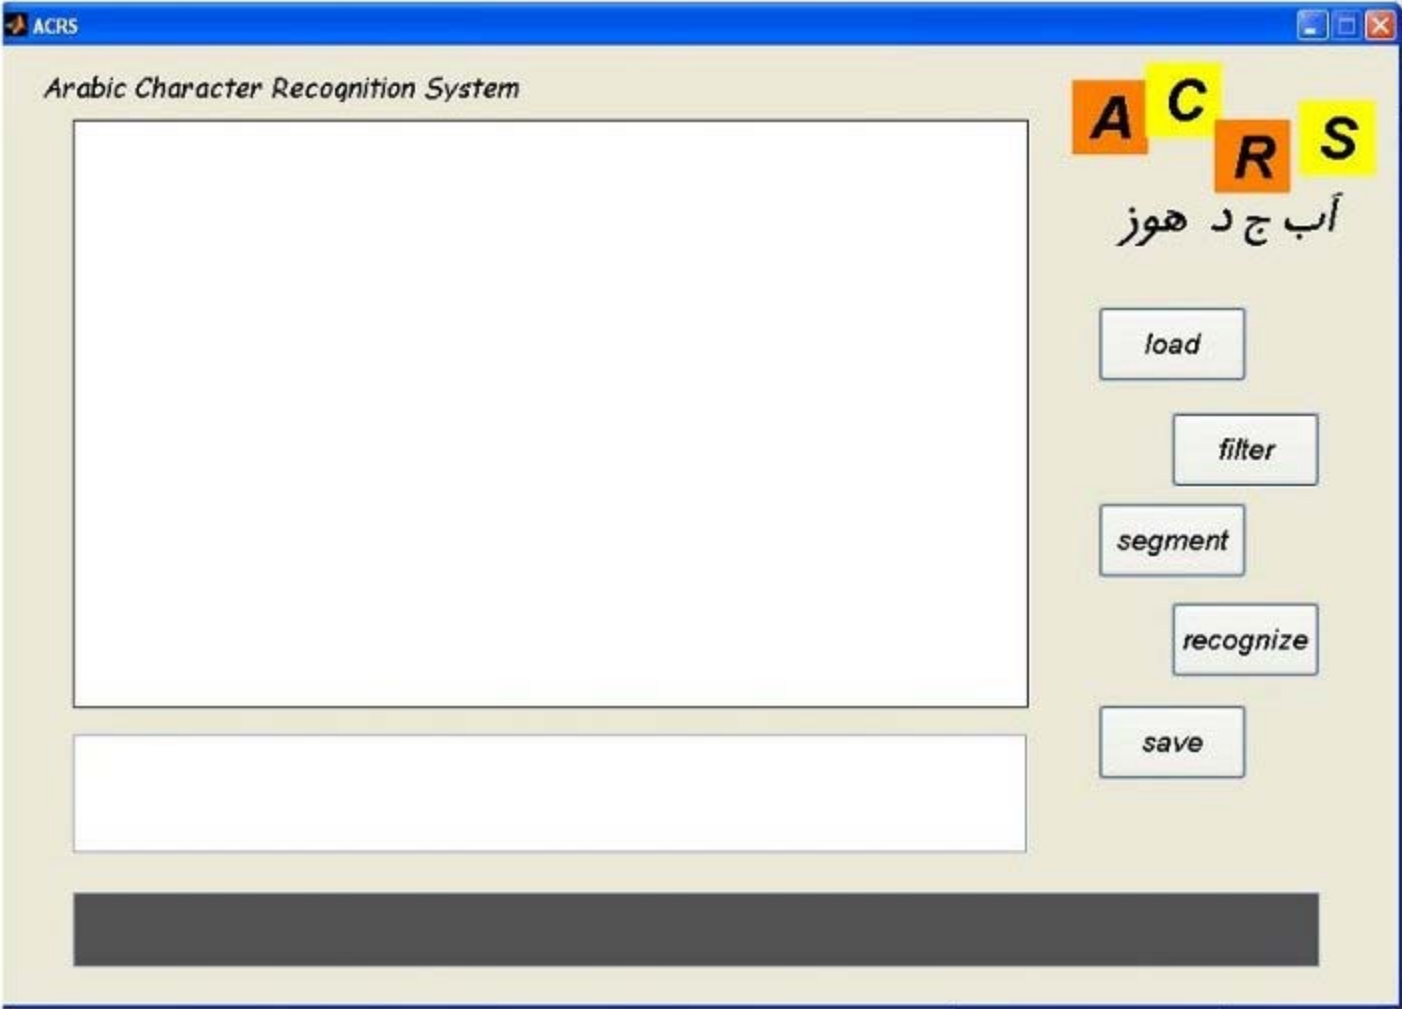 ACRS
Arabic Character Recognition System
A C R S
أب ج د هوز
load
filter
segment
recognize
save